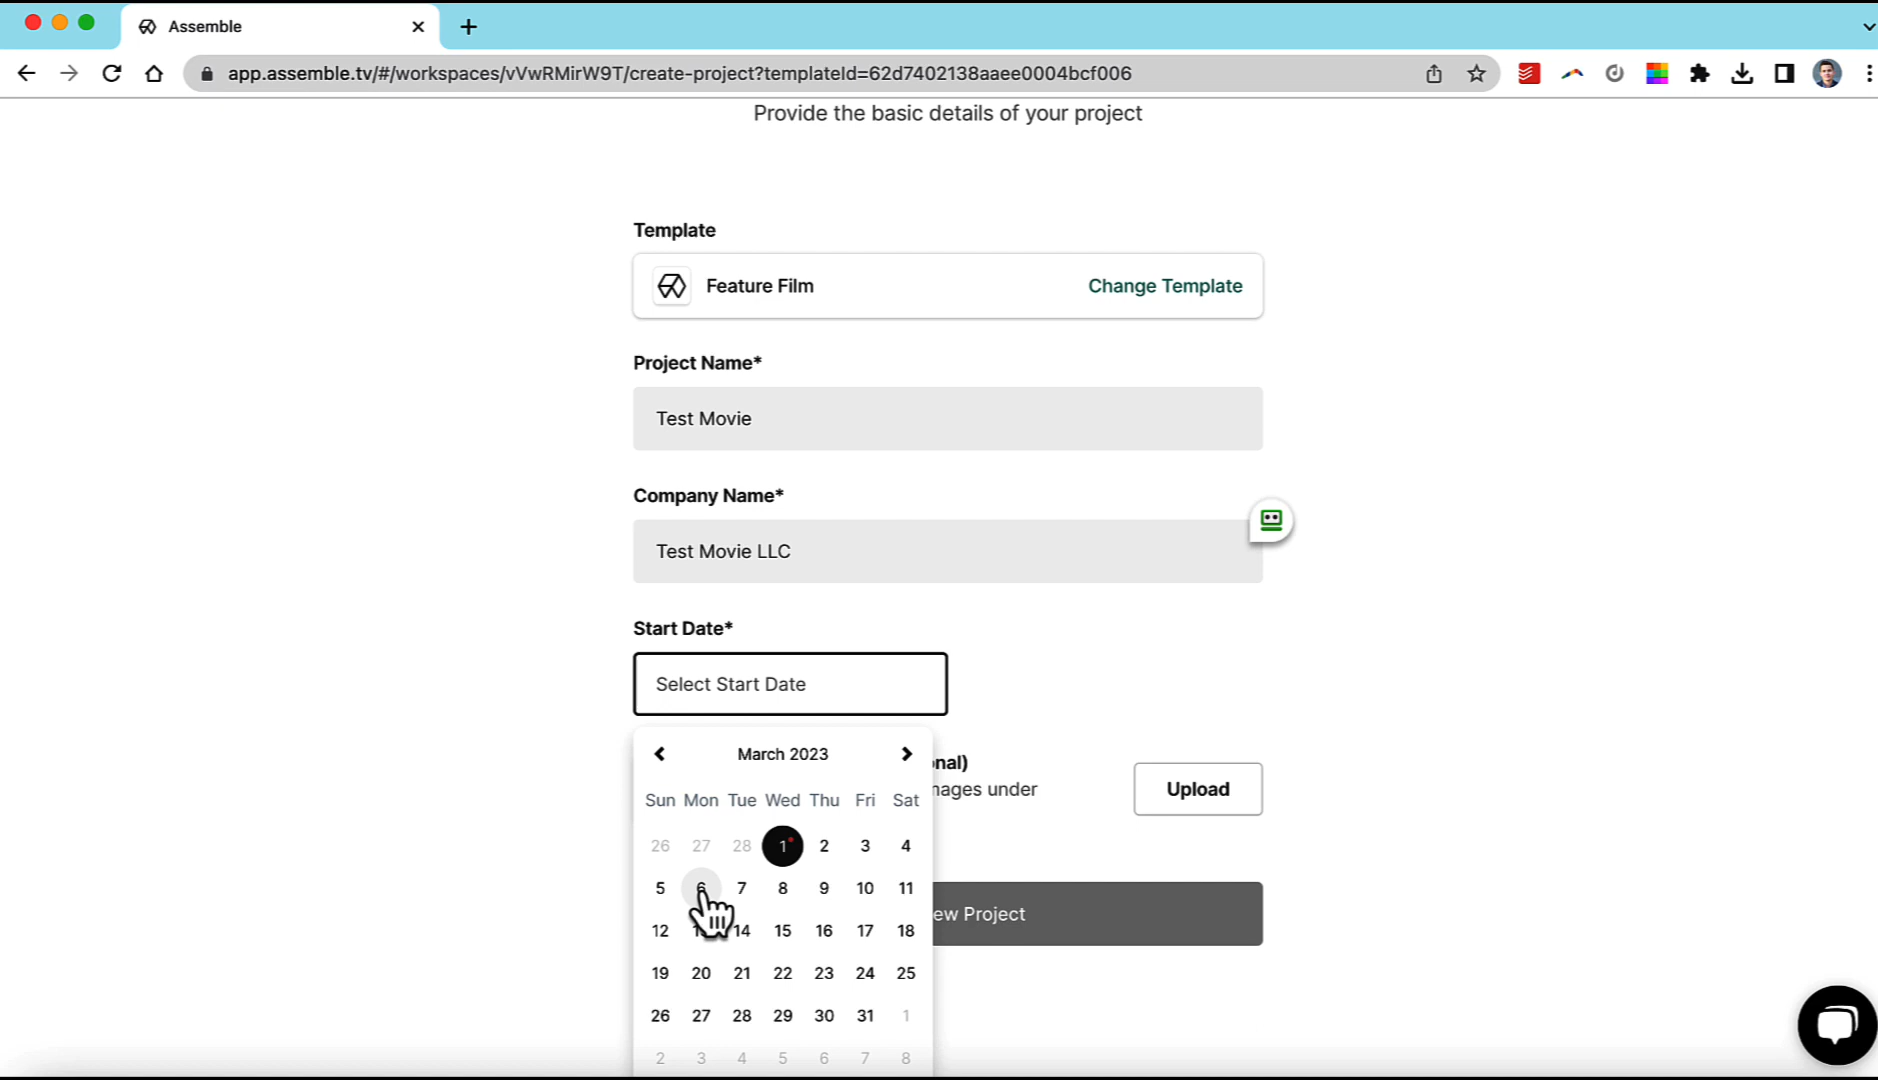 Assemble
app.assemble.tv/#/workspaces/vVwRMirW9T/create-project?templateId=62d7402138aaee0004bcf006
Provide the basic details of your project
Template
Feature Film
Change Template
Project Name*
Test Movie
Company Name*
Test Movie LLC
Start Date*
Select Start Date
March 2023
onal)
mages under
Upload
Sun Mon Tue Wed Thu Fri Sat
26 27 28 1 2 3 4
5 6 7 8 9 10 11
ew Project
12 13 14 15 16 17 18
19 20 21 22 23 24 25
26 27 28 29 30 31 1
2 3 4 5 6 7 8